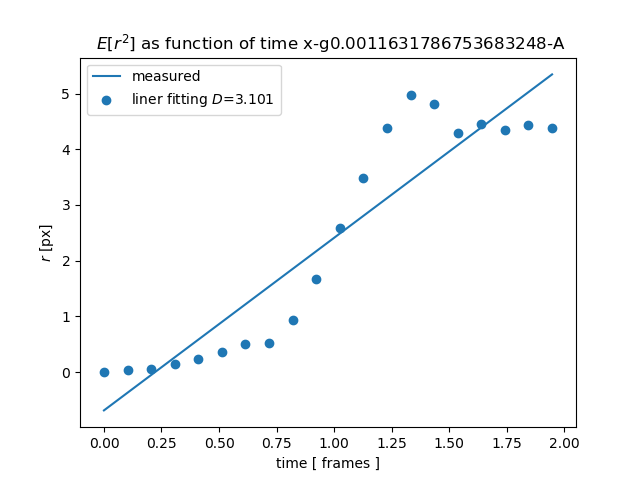 E[r²] as function of time x-g0.0011631786753683248-A
measured
liner fitting D=3.101
r [px]
5
4
3
2
1
0
0.00 0.25 0.50 0.75 1.00 1.25 1.50 1.75 2.00
time [ frames ]